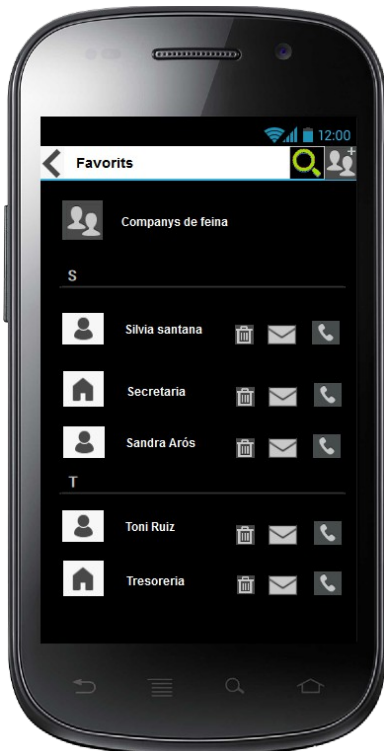 12:00
Favorits
Companys de feina
S
Silvia santana
Secretaria
Sandra Arós
T
Toni Ruiz
Tresoreria